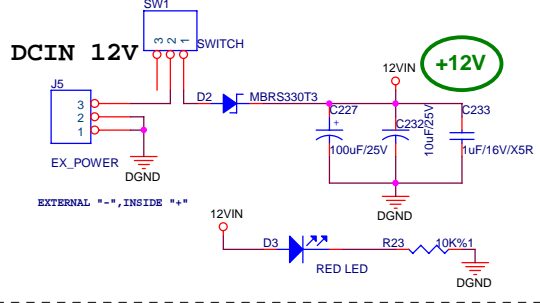 SW1
SWITCH
3 2 1
DCIN 12V
J5
3
2
1
EX_POWER
DGND
EXTERNAL "-",INSIDE "+"
D2
MBRS330T3
12VIN
+12V
C227
+
100uF/25V
C232
10uF/25V
C233
1uF/16V/X5R
DGND
12VIN
D3
RED LED
R23
10K%1
DGND